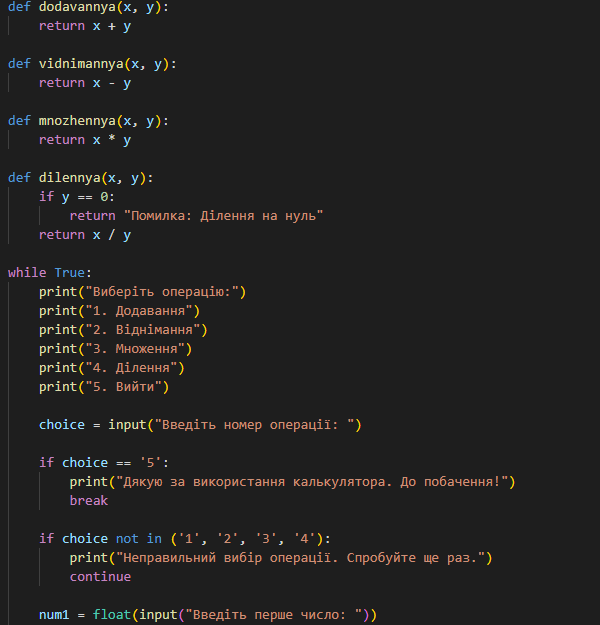 def dodavannya(x, y):
    return x + y

def vidnimannya(x, y):
    return x - y

def mnozhennya(x, y):
    return x * y

def dilennya(x, y):
    if y == 0:
        return "Помилка: Ділення на нуль"
    return x / y

while True:
    print("Виберіть операцію:")
    print("1. Додавання")
    print("2. Віднімання")
    print("3. Множення")
    print("4. Ділення")
    print("5. Вийти")

    choice = input("Введіть номер операції: ")

    if choice == '5':
        print("Дякую за використання калькулятора. До побачення!")
        break

    if choice not in ('1', '2', '3', '4'):
        print("Неправильний вибір операції. Спробуйте ще раз.")
        continue

    num1 = float(input("Введіть перше число: "))